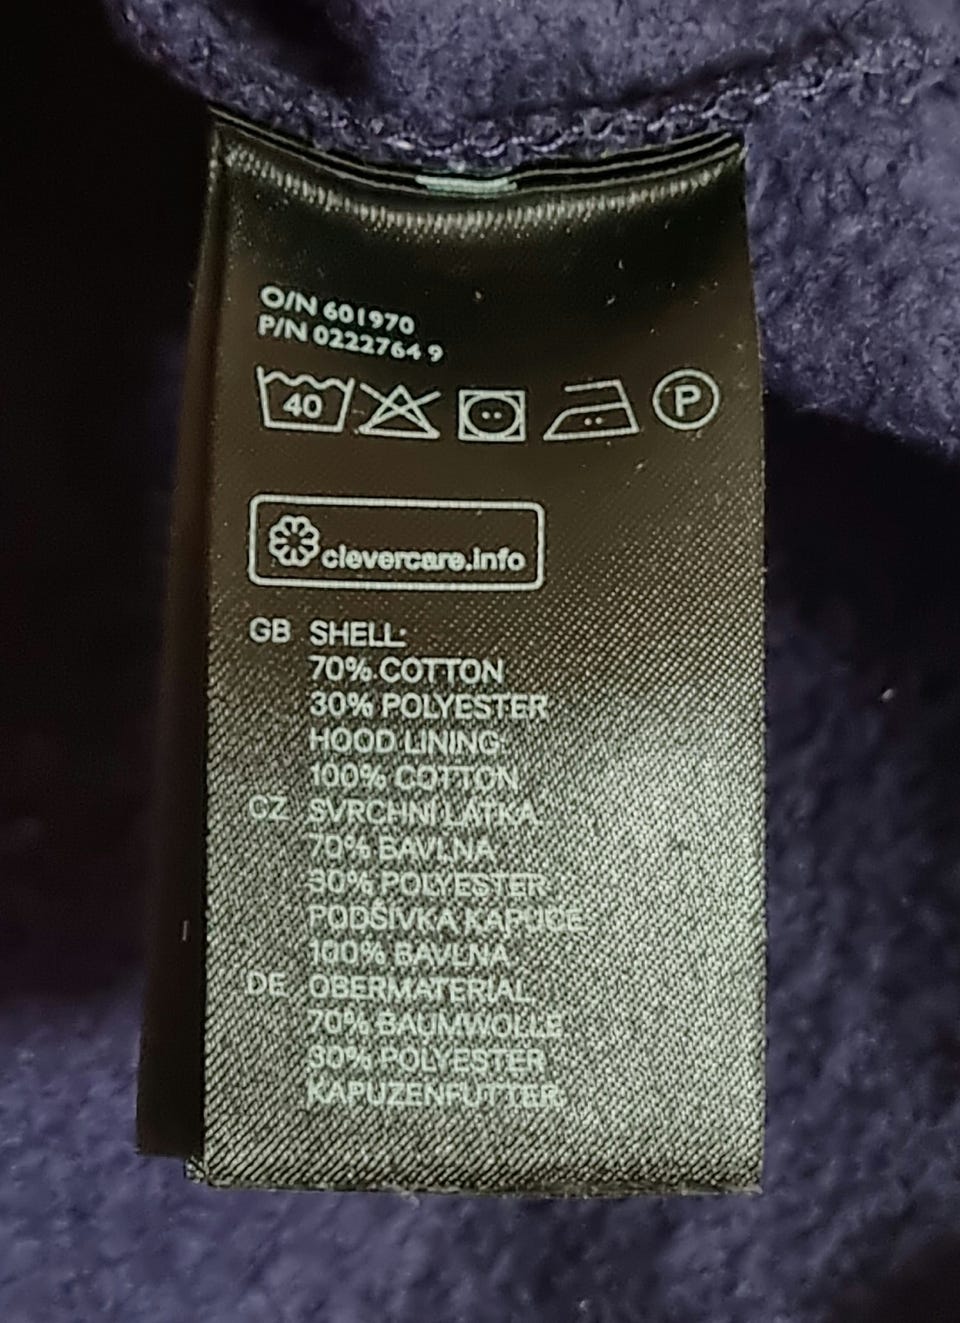 O/N 601970
P/N 0222764 9
40 P
clevercare.info
GB SHELL:
70% COTTON
30% POLYESTER
HOOD LINING:
100% COTTON
CZ SVRCHNÍ LÁTKA:
70% BAVLNA
30% POLYESTER
PODŠÍVKA KAPUCE:
100% BAVLNA
DE OBERMATERIAL
70% BAUMWOLLE
30% POLYESTER
KAPUZENFUTTER: